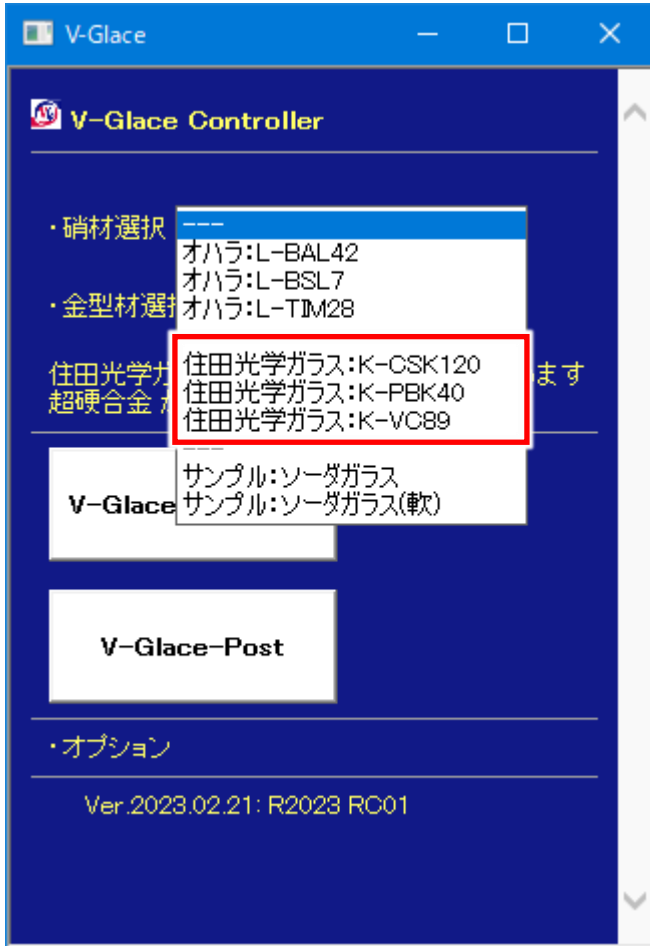 V-Glace
V-Glace Controller
・硝材選択
---
オハラ:L-BAL42
オハラ:L-BSL7
オハラ:L-TIM28
・金型材選
住田光学ガラス:K-CSK120
住田光学ガラス:K-PBK40
住田光学ガラス:K-VC89
住田光学ガ
ます
超硬合金
---
サンプル:ソーダガラス
サンプル:ソーダガラス(軟)
V-Glace
V-Glace-Post
・オプション
Ver.2023.02.21: R2023 RC01